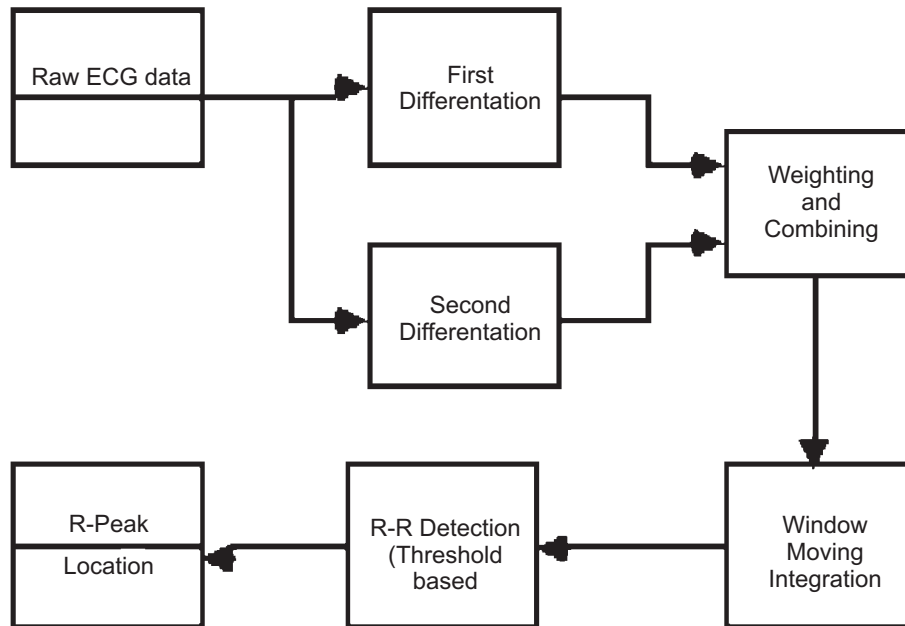 Raw ECG data
First
Differentation
Weighting
and
Combining
Second
Differentation
R-Peak
Location
R-R Detection
(Threshold
based
Window
Moving
Integration